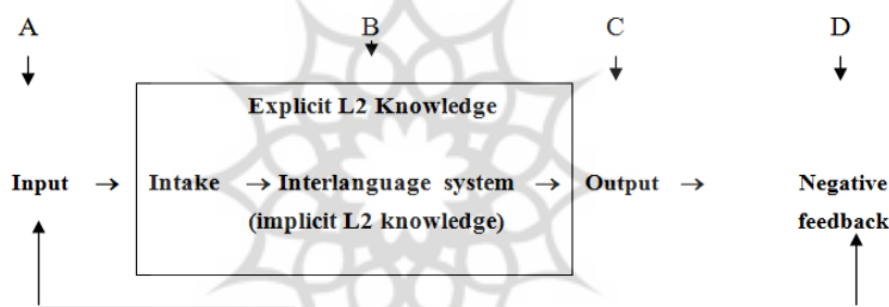 A B C D
Explicit L2 Knowledge
Input → Intake → Interlanguage system → Output → Negative
(implicit L2 knowledge) feedback